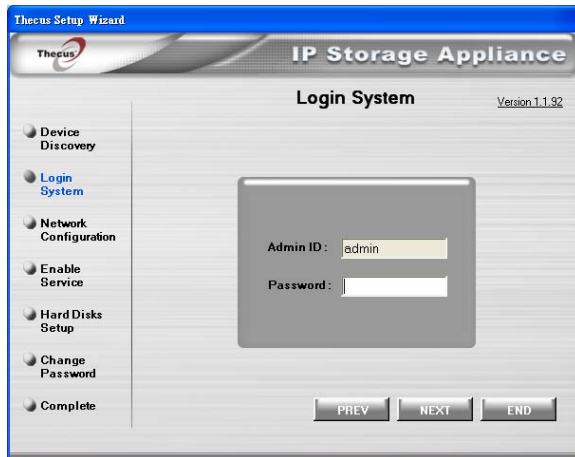 Thecus Setup Wizard
Thecus
IP Storage Appliance
Login System
Version 1.1.92
Device
Discovery
Login
System
Network
Configuration
Enable
Service
Hard Disks
Setup
Change
Password
Complete
Admin ID :
admin
Password :
PREV
NEXT
END